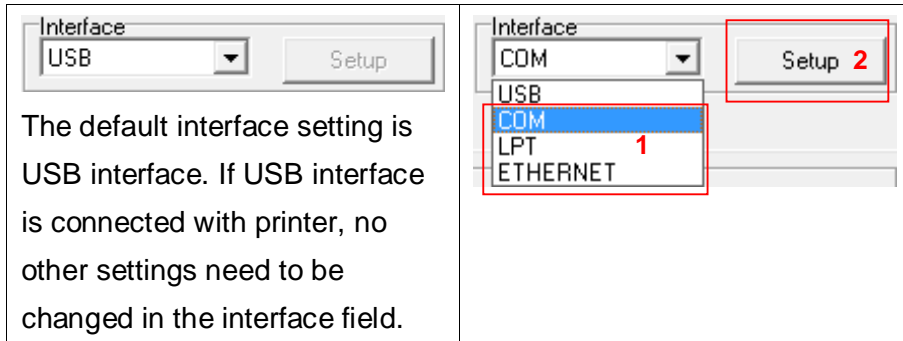 Interface
USB
Setup
The default interface setting is
USB interface. If USB interface
is connected with printer, no
other settings need to be
changed in the interface field.
Interface
COM
Setup 2
USB
COM
LPT 1
ETHERNET